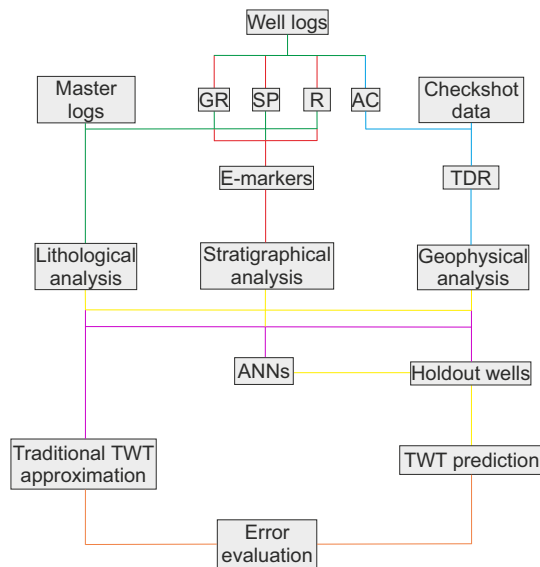 Well logs
Master
logs
GR
SP
R
AC
Checkshot
data
E-markers
TDR
Lithological
analysis
Stratigraphical
analysis
Geophysical
analysis
ANNs
Holdout wells
Traditional TWT
approximation
TWT prediction
Error
evaluation